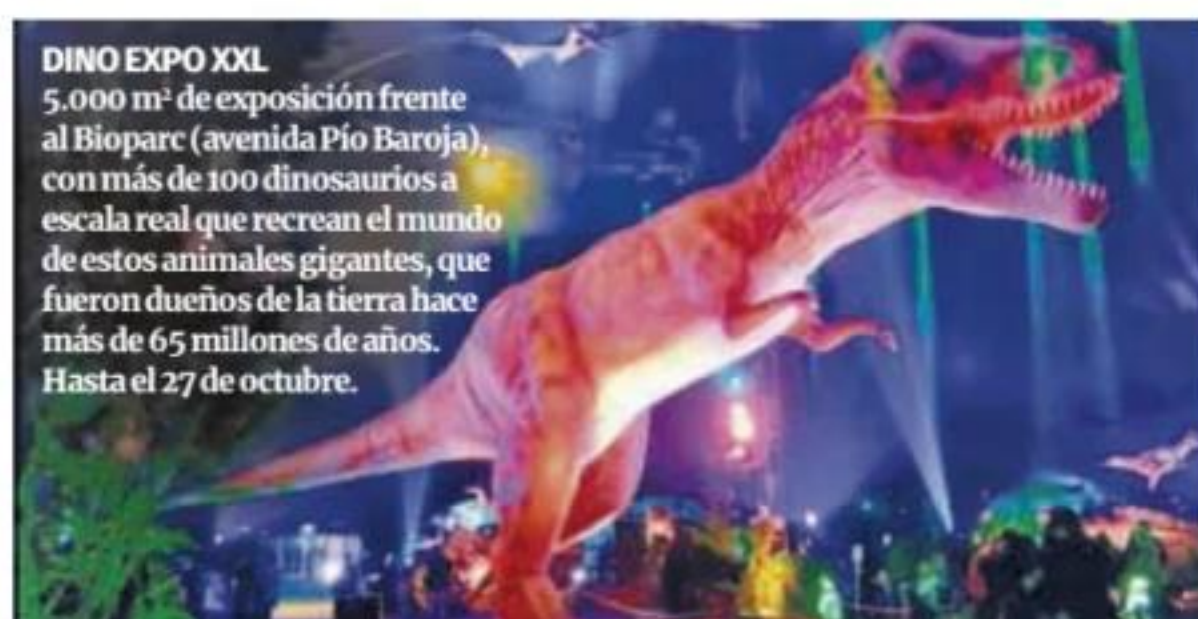 DINO EXPO XXL
5.000 m² de exposición frente
al Bioparc (avenida Pío Baroja),
con más de 100 dinosaurios a
escala real que recrean el mundo
de estos animales gigantes, que
fueron dueños de la tierra hace
más de 65 millones de años.
Hasta el 27 de octubre.